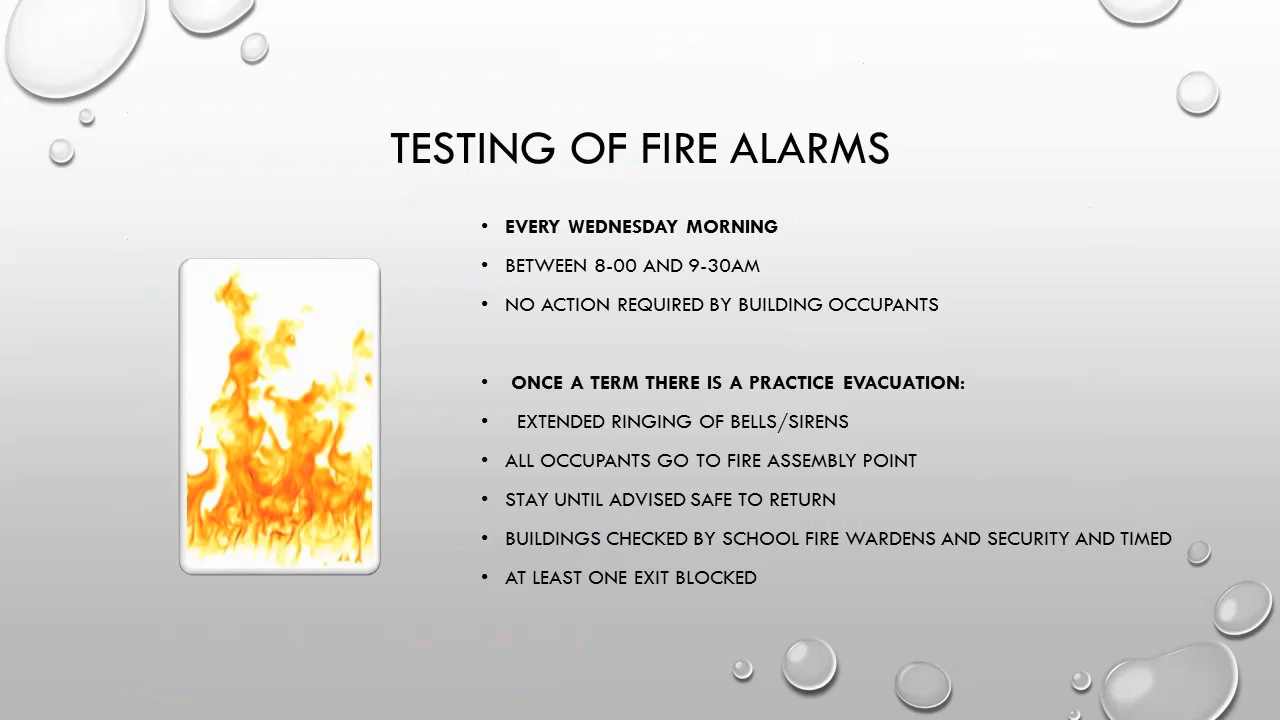 TESTING OF FIRE ALARMS
• EVERY WEDNESDAY MORNING
• BETWEEN 8-00 AND 9-30AM
• NO ACTION REQUIRED BY BUILDING OCCUPANTS
• ONCE A TERM THERE IS A PRACTICE EVACUATION:
• EXTENDED RINGING OF BELLS/SIRENS
• ALL OCCUPANTS GO TO FIRE ASSEMBLY POINT
• STAY UNTIL ADVISED SAFE TO RETURN
• BUILDINGS CHECKED BY SCHOOL FIRE WARDENS AND SECURITY AND TIMED
• AT LEAST ONE EXIT BLOCKED